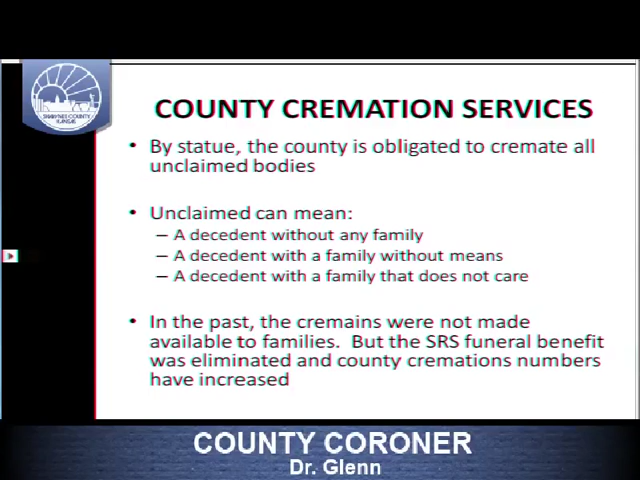 SHAWNEE COUNTY
KANSAS
COUNTY CREMATION SERVICES
• By statue, the county is obligated to cremate all
unclaimed bodies
• Unclaimed can mean:
– A decedent without any family
– A decedent with a family without means
– A decedent with a family that does not care
• In the past, the cremains were not made
available to families. But the SRS funeral benefit
was eliminated and county cremations numbers
have increased
COUNTY CORONER
Dr. Glenn